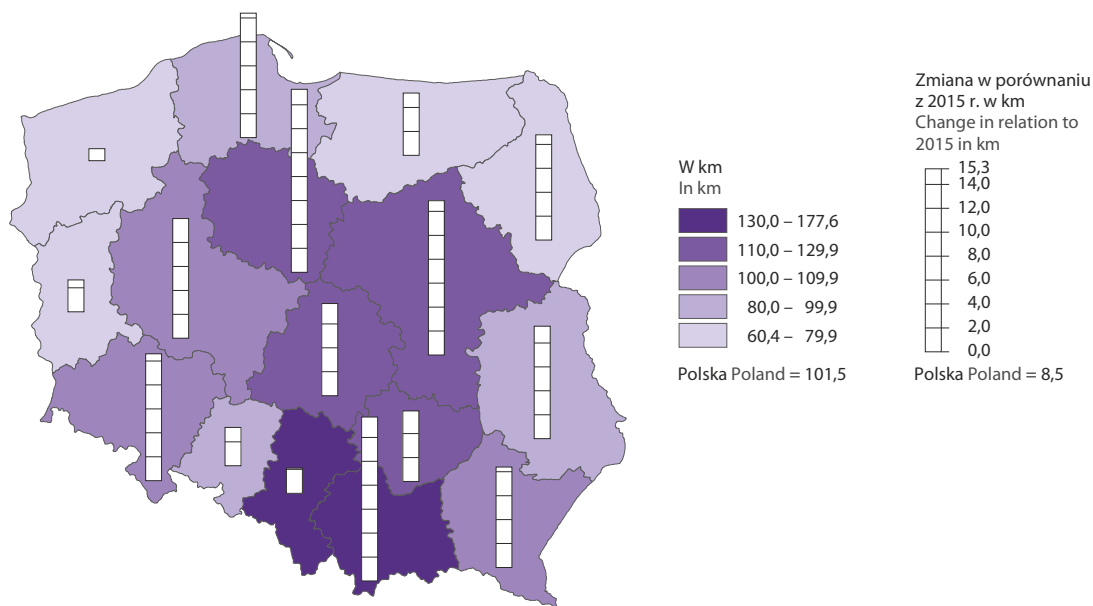 W km
In km
130,0 – 177,6
110,0 – 129,9
100,0 – 109,9
80,0 – 99,9
60,4 – 79,9
Polska Poland = 101,5
Zmiana w porównaniu
z 2015 r. w km
Change in relation to
2015 in km
15,3
14,0
12,0
10,0
8,0
6,0
4,0
2,0
0,0
Polska Poland = 8,5